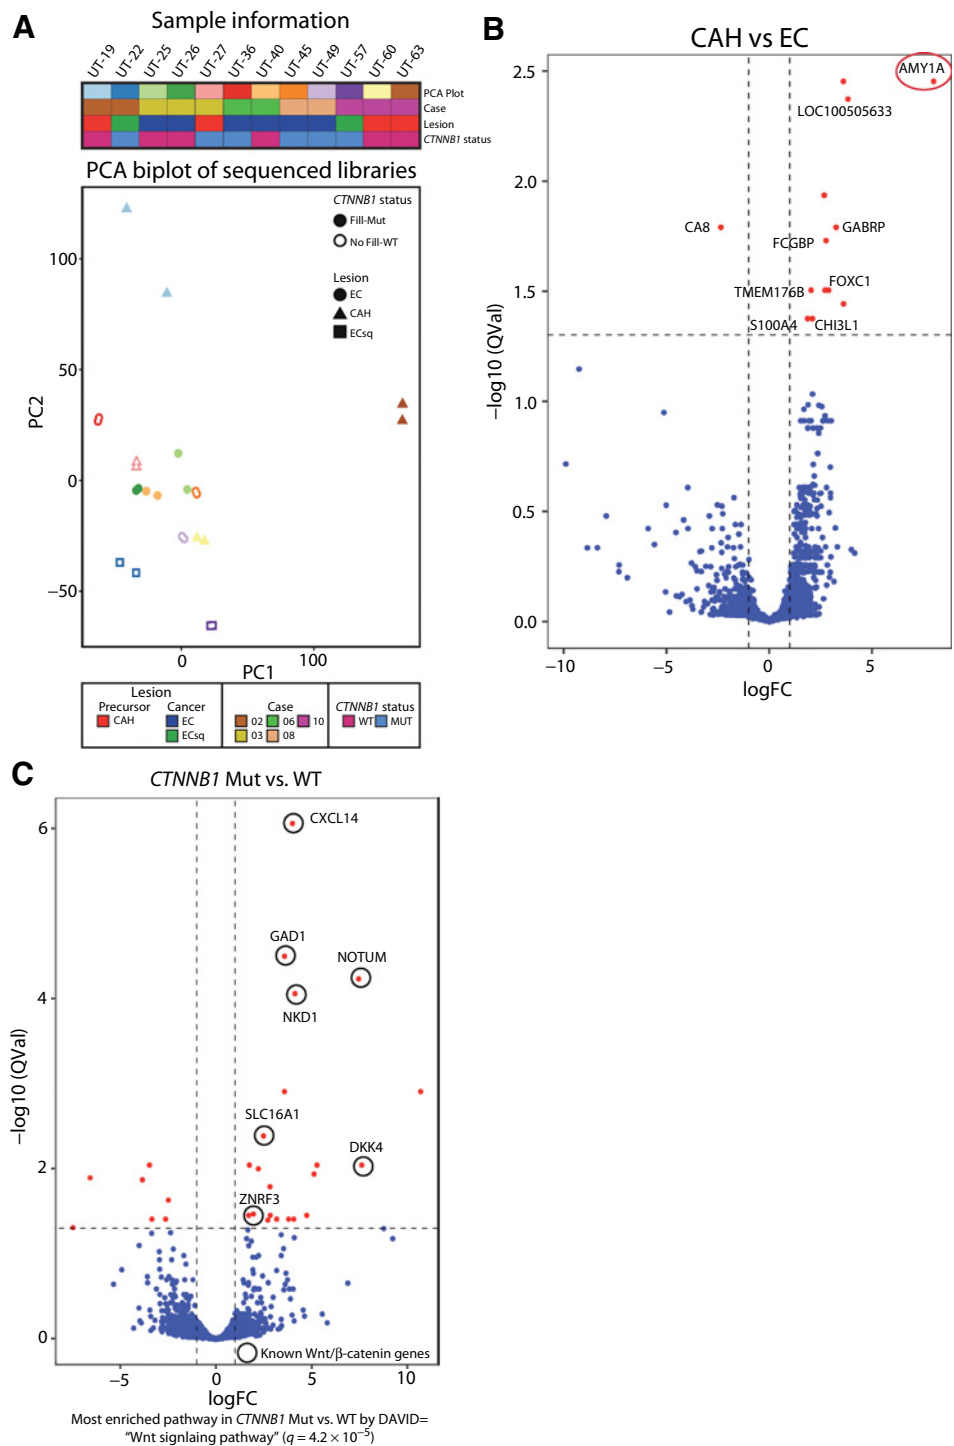 A
Sample information
UT-19 UT-22 UT-25 UT-26 UT-27 UT-36 UT-40 UT-45 UT-49 UT-57 UT-60 UT-63
PCA Plot
Case
Lesion
CTNNB1 status
PCA biplot of sequenced libraries
CTNNB1 status
Fill-Mut
No Fill-WT
Lesion
EC
CAH
ECsq
100
50
0
−50
PC2
0 100
PC1
Lesion
Precursor Cancer
CAH EC
ECsq
Case
02 06 10
03 08
CTNNB1 status
WT MUT
B
CAH vs EC
2.5
2.0
1.5
1.0
0.5
0.0
−log10 (QVal)
AMY1A
LOC100505633
CA8
GABRP
FCGBP
FOXC1
TMEM176B
S100A4 CHI3L1
−10 −5 0 5
logFC
C
CTNNB1 Mut vs. WT
6
4
2
0
−log10 (QVal)
CXCL14
GAD1
NOTUM
NKD1
SLC16A1
DKK4
ZNRF3
Known Wnt/β-catenin genes
−5 0 5 10
logFC
Most enriched pathway in CTNNB1 Mut vs. WT by DAVID=
“Wnt signlaing pathway” (q = 4.2 × 10−5)